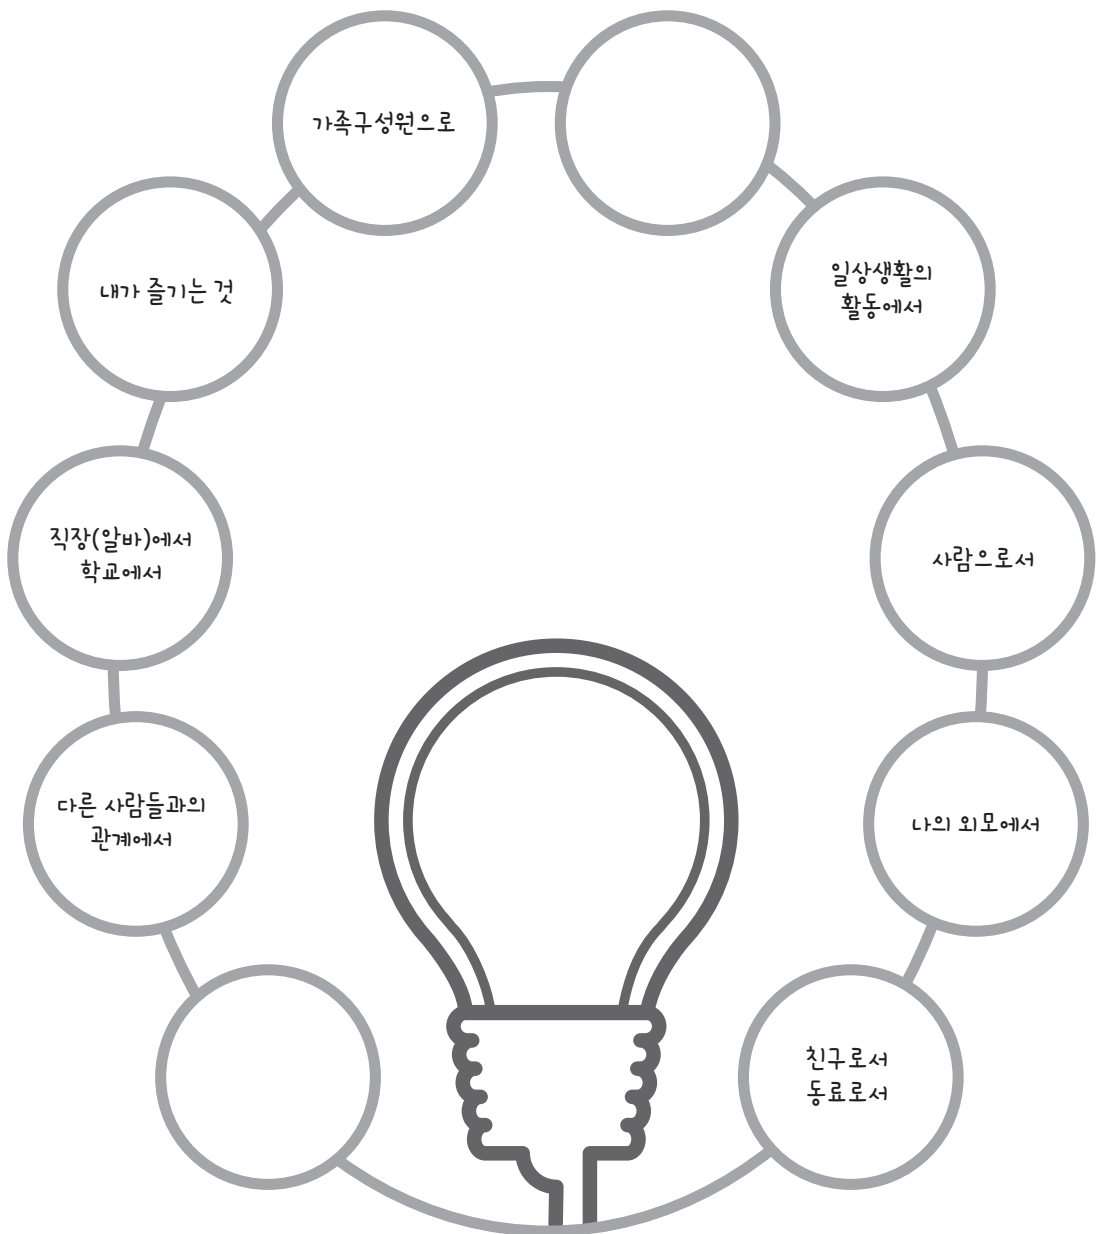 가족구성원으로
일상생활의
활동에서
내가 즐기는 것
직장(알바)에서
학교에서
사람으로서
다른 사람들과의
관계에서
나의 외모에서
친구로서
동료로서